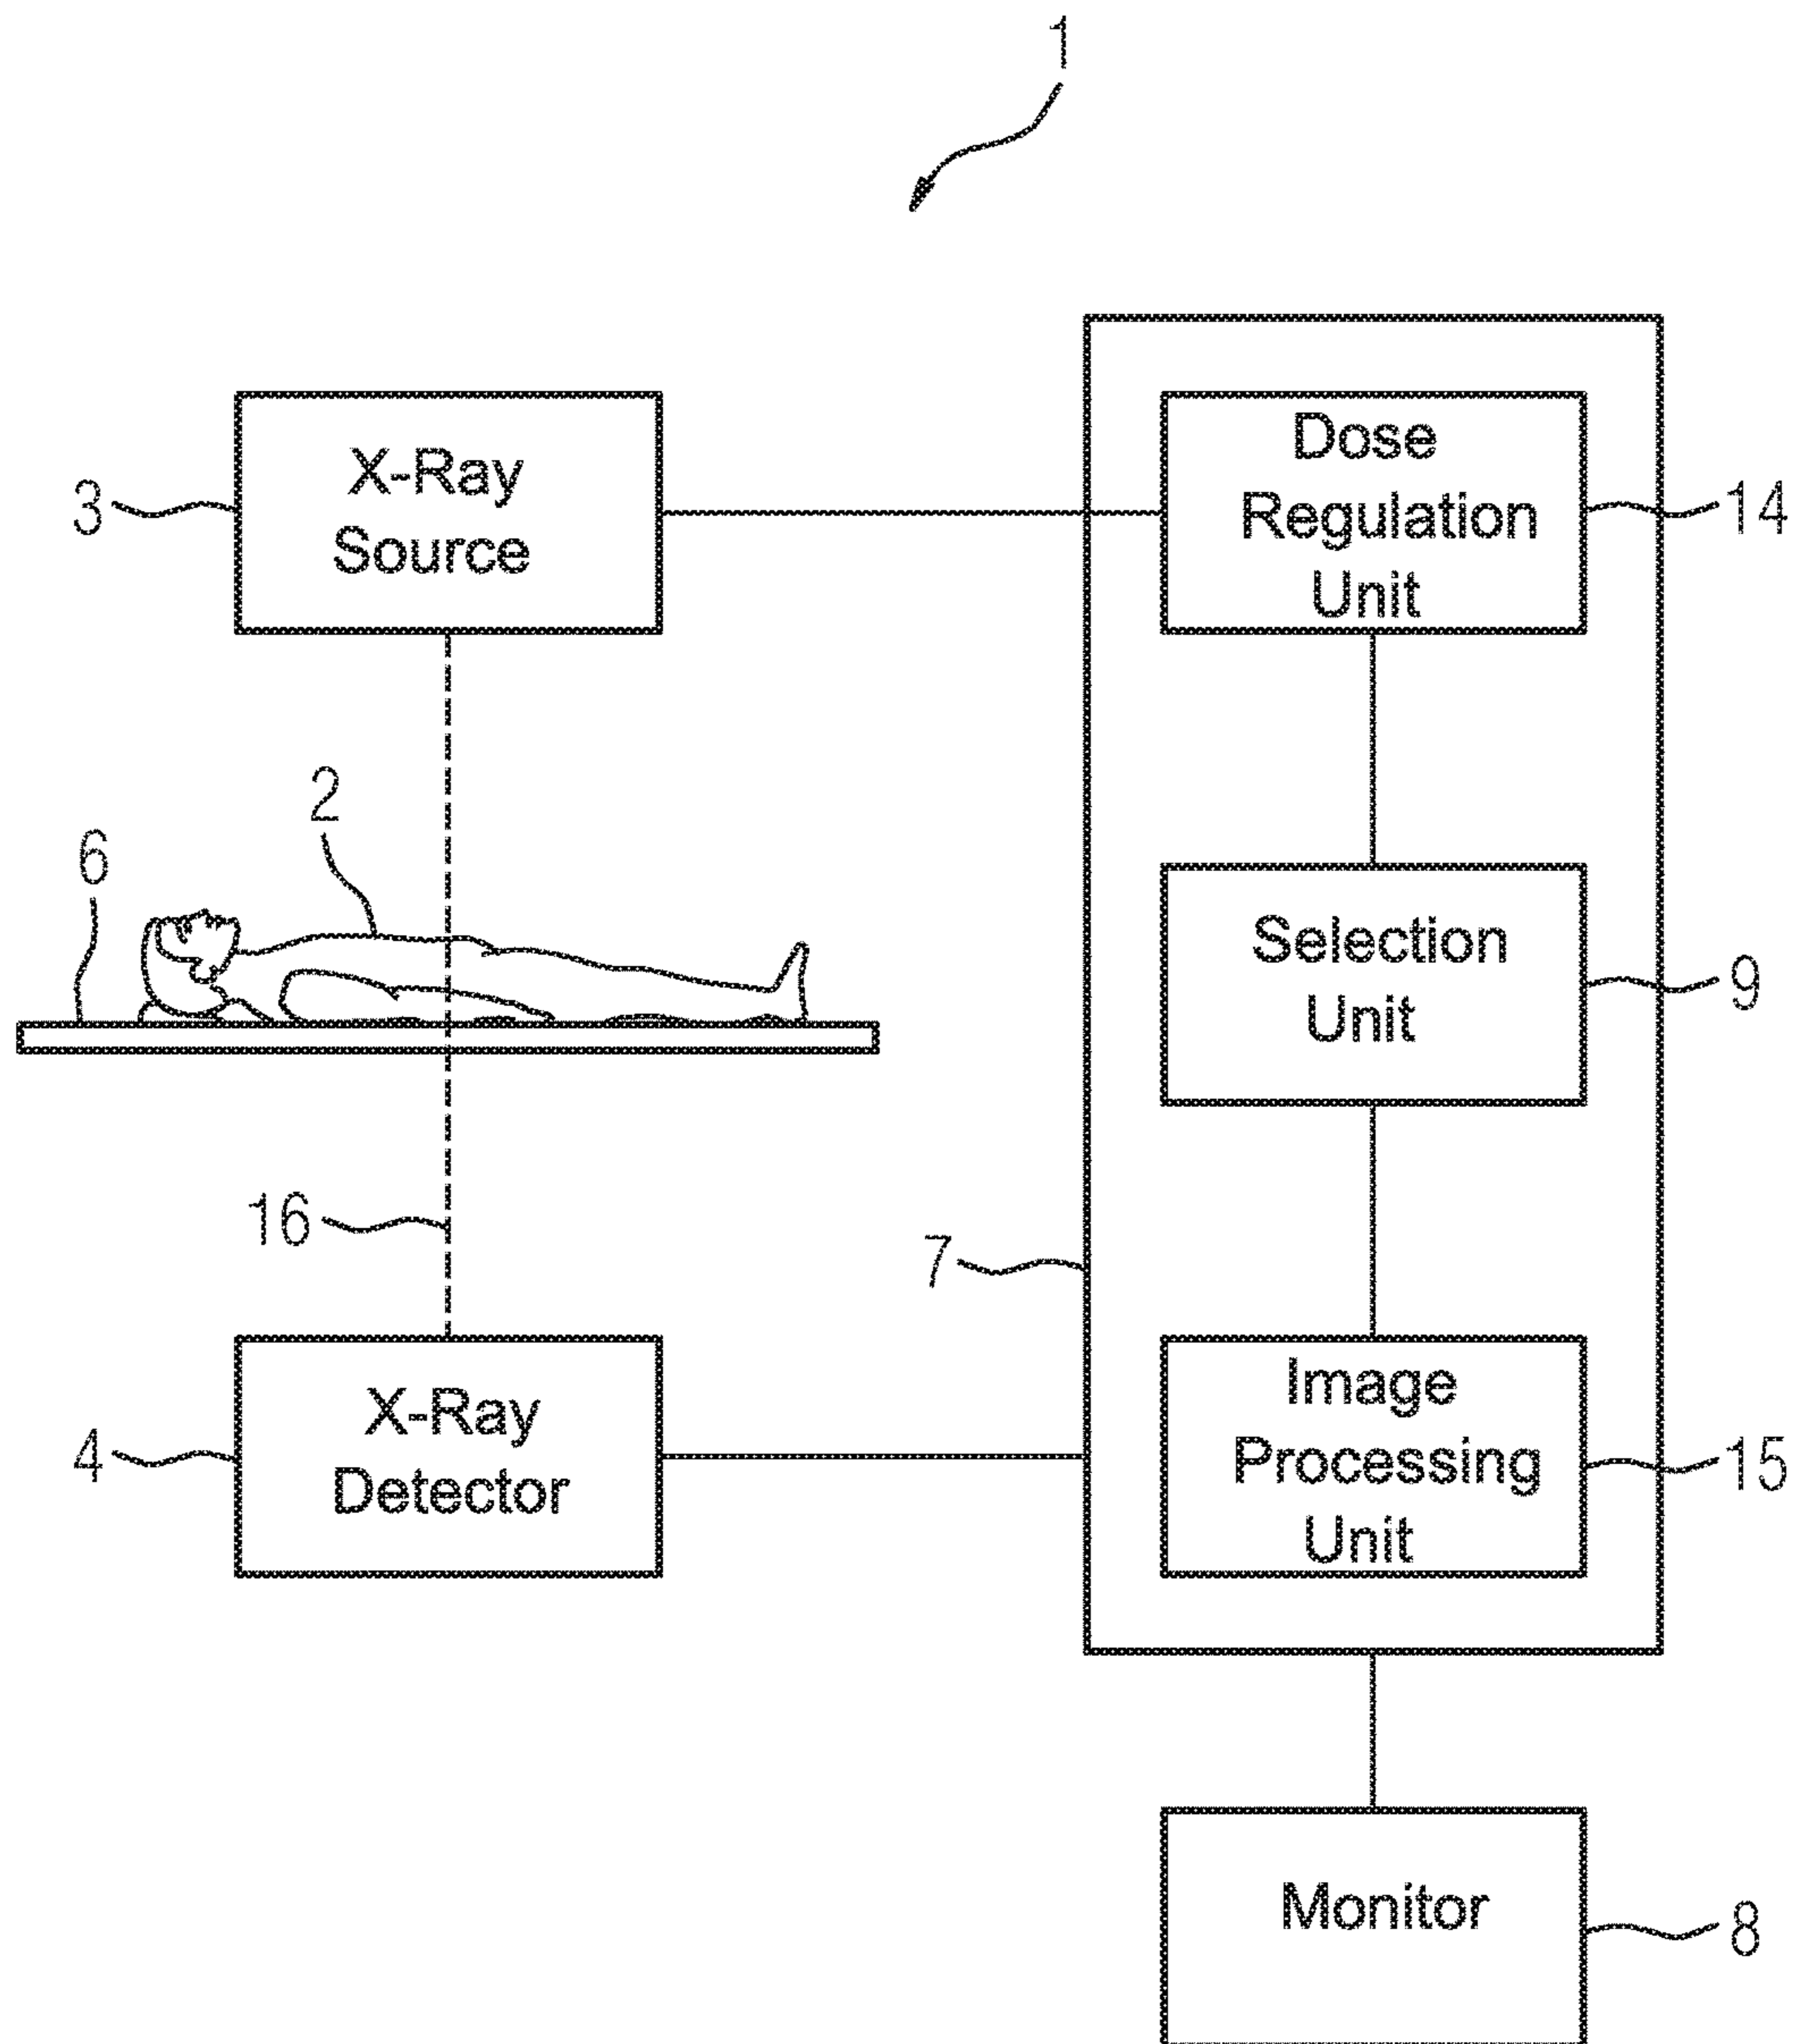 1
X-Ray
Source
3
Dose
Regulation
Unit
14
2
6
Selection
Unit
9
16
7
X-Ray
Detector
4
Image
Processing
Unit
15
Monitor
8